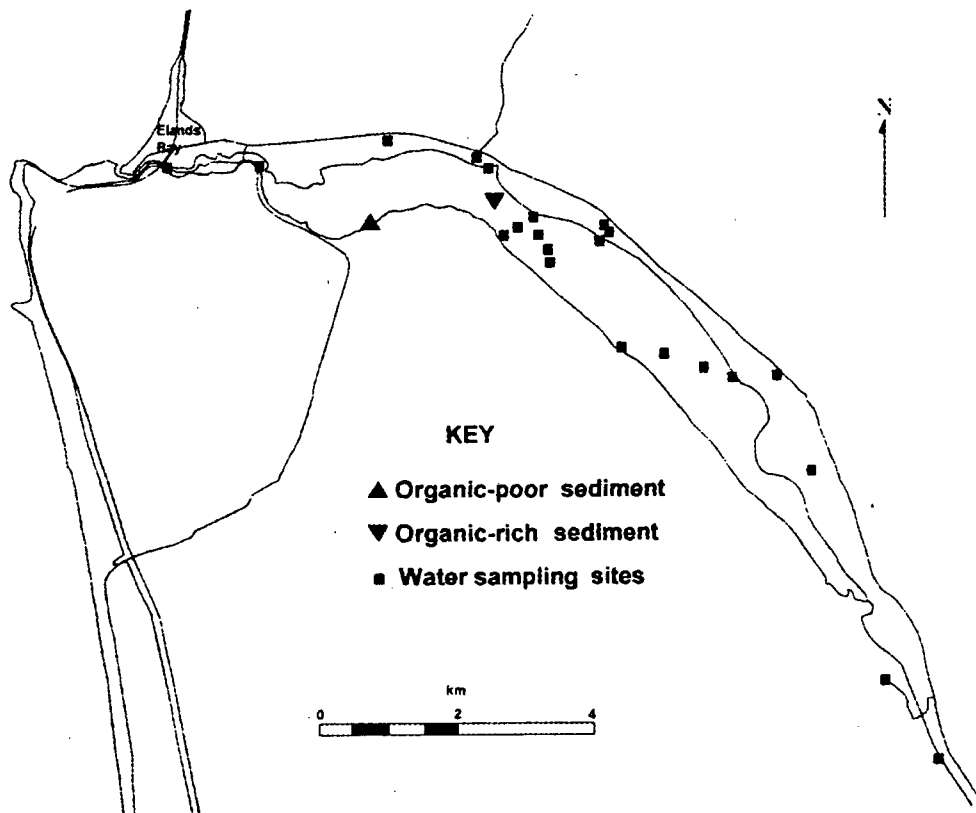 Elands
Bay
N
KEY
Organic-poor sediment
Organic-rich sediment
Water sampling sites
km
0 2 4